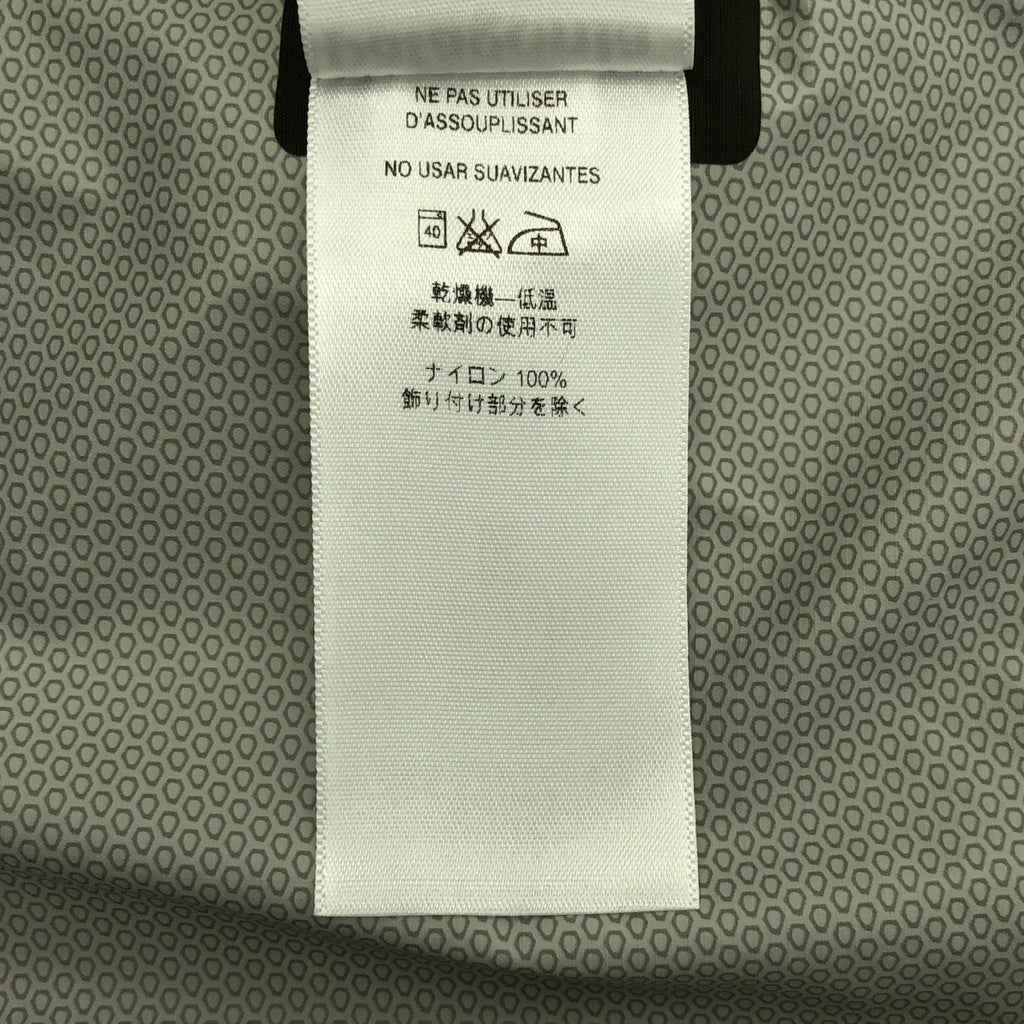 NE PAS UTILISER
D'ASSOUPLISSANT
NO USAR SUAVIZANTES
40 中
乾燥機—低温
柔軟剤の使用不可
ナイロン 100%
飾り付け部分を除く